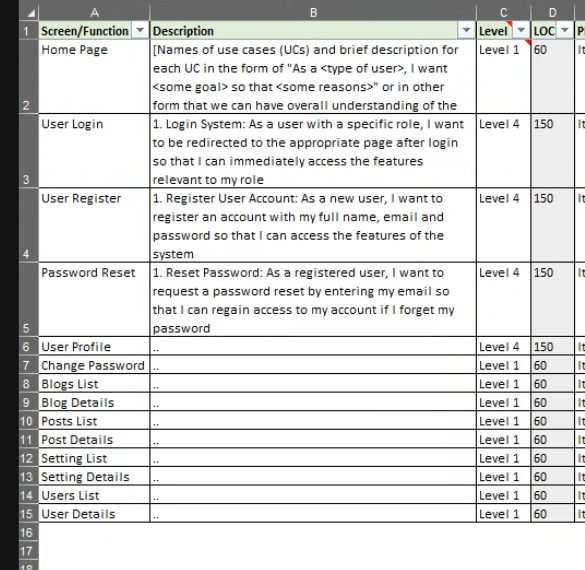 A B C D
1 Screen/Function Description Level LOC P
Home Page [Names of use cases (UCs) and brief description for Level 1 60 It
each UC in the form of "As a <type of user>, I want
<some goal> so that <some reasons>" or in other
2 form that we can have overall understanding of the
User Login 1. Login System: As a user with a specific role, I want Level 4 150 It
to be redirected to the appropriate page after login
so that I can immediately access the features
3 relevant to my role
User Register 1. Register User Account: As a new user, I want to Level 4 150 It
register an account with my full name, email and
password so that I can access the features of the
4 system
Password Reset 1. Reset Password: As a registered user, I want to Level 4 150 It
request a password reset by entering my email so
that I can regain access to my account if I forget my
5 password
6 User Profile .. Level 4 150 It
7 Change Password .. Level 1 60 It
8 Blogs List .. Level 1 60 It
9 Blog Details .. Level 1 60 It
10 Posts List .. Level 1 60 It
11 Post Details .. Level 1 60 It
12 Setting List .. Level 1 60 It
13 Setting Details .. Level 1 60 It
14 Users List .. Level 1 60 It
15 User Details .. Level 1 60 It
16
17
18